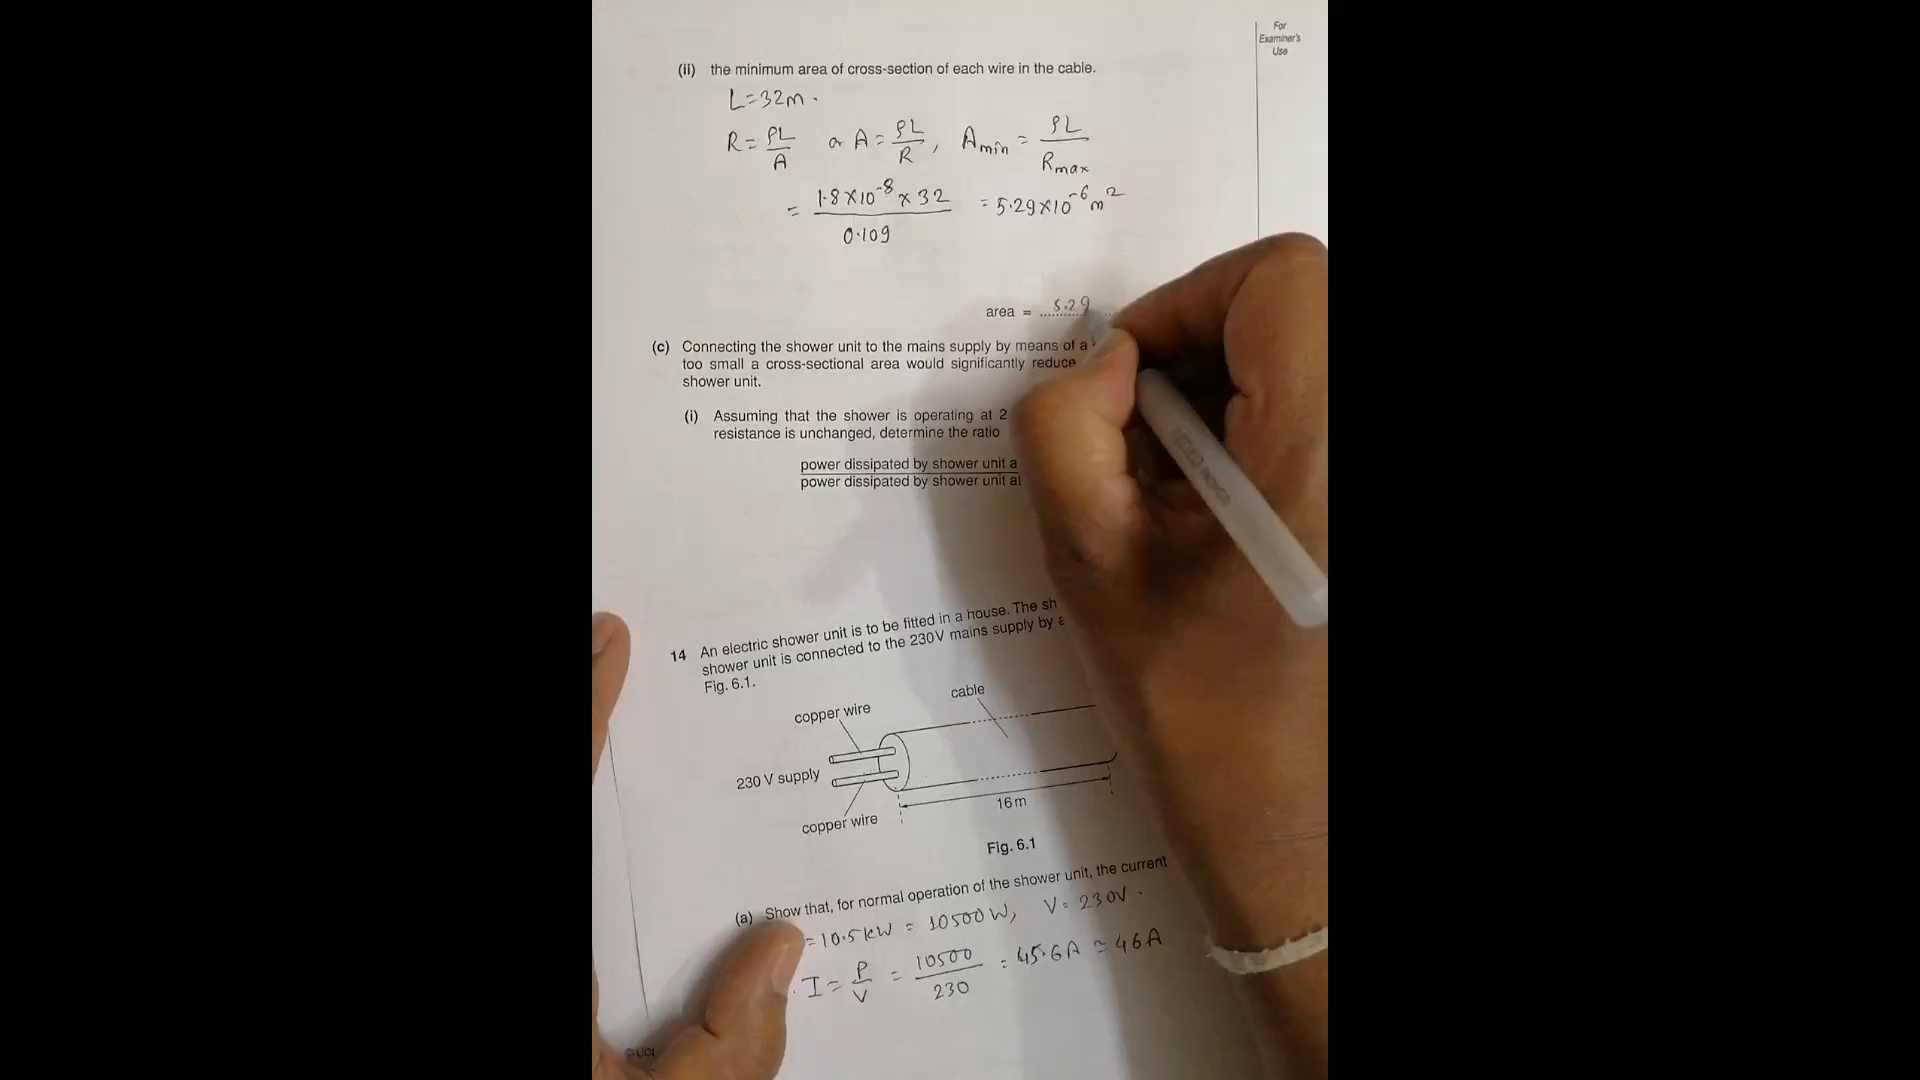 For
Examiner's
Use
(ii) the minimum area of cross-section of each wire in the cable.
L=32m.
R = ρL/A or A = ρL/R, Amin = ρL/Rmax
= 1.8×10⁻⁸ × 32 / 0.109 = 5.29×10⁻⁶ m²
area = 5.29
(c) Connecting the shower unit to the mains supply by means of a
too small a cross-sectional area would significantly reduce
shower unit.
(i) Assuming that the shower is operating at 2
resistance is unchanged, determine the ratio
power dissipated by shower unit a
power dissipated by shower unit at
14 An electric shower unit is to be fitted in a house. The sh
shower unit is connected to the 230V mains supply by a
Fig. 6.1.
cable
copper wire
230 V supply
16m
copper wire
Fig. 6.1
(a) Show that, for normal operation of the shower unit, the current
=10.5kW = 10500W, V=230V.
I = P/V = 10500/230 = 45.6A ≃ 46A